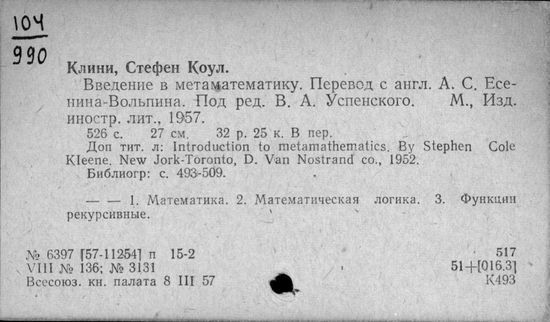 104
990
Клини, Стефен Коул.
Введение в метаматематику. Перевод с англ. А. С. Есе-
нина-Вольпина. Под ред. В. А. Успенского. М., Изд.
иностр. лит., 1957.
526 с. 27 см. 32 р. 25 к. В пер.
Доп тит. л: Introduction to metamathematics. By Stephen Cole
Kleene. New Jork-Toronto, D. Van Nostrand co., 1952.
Библиогр: с. 493-509.
— — 1. Математика. 2. Математическая логика. 3. Функции
рекурсивные.
№ 6397 [57-11254] п 15-2 517
VIII № 136; № 3131 51+[016.3]
Всесоюз. кн. палата 8 III 57 К493